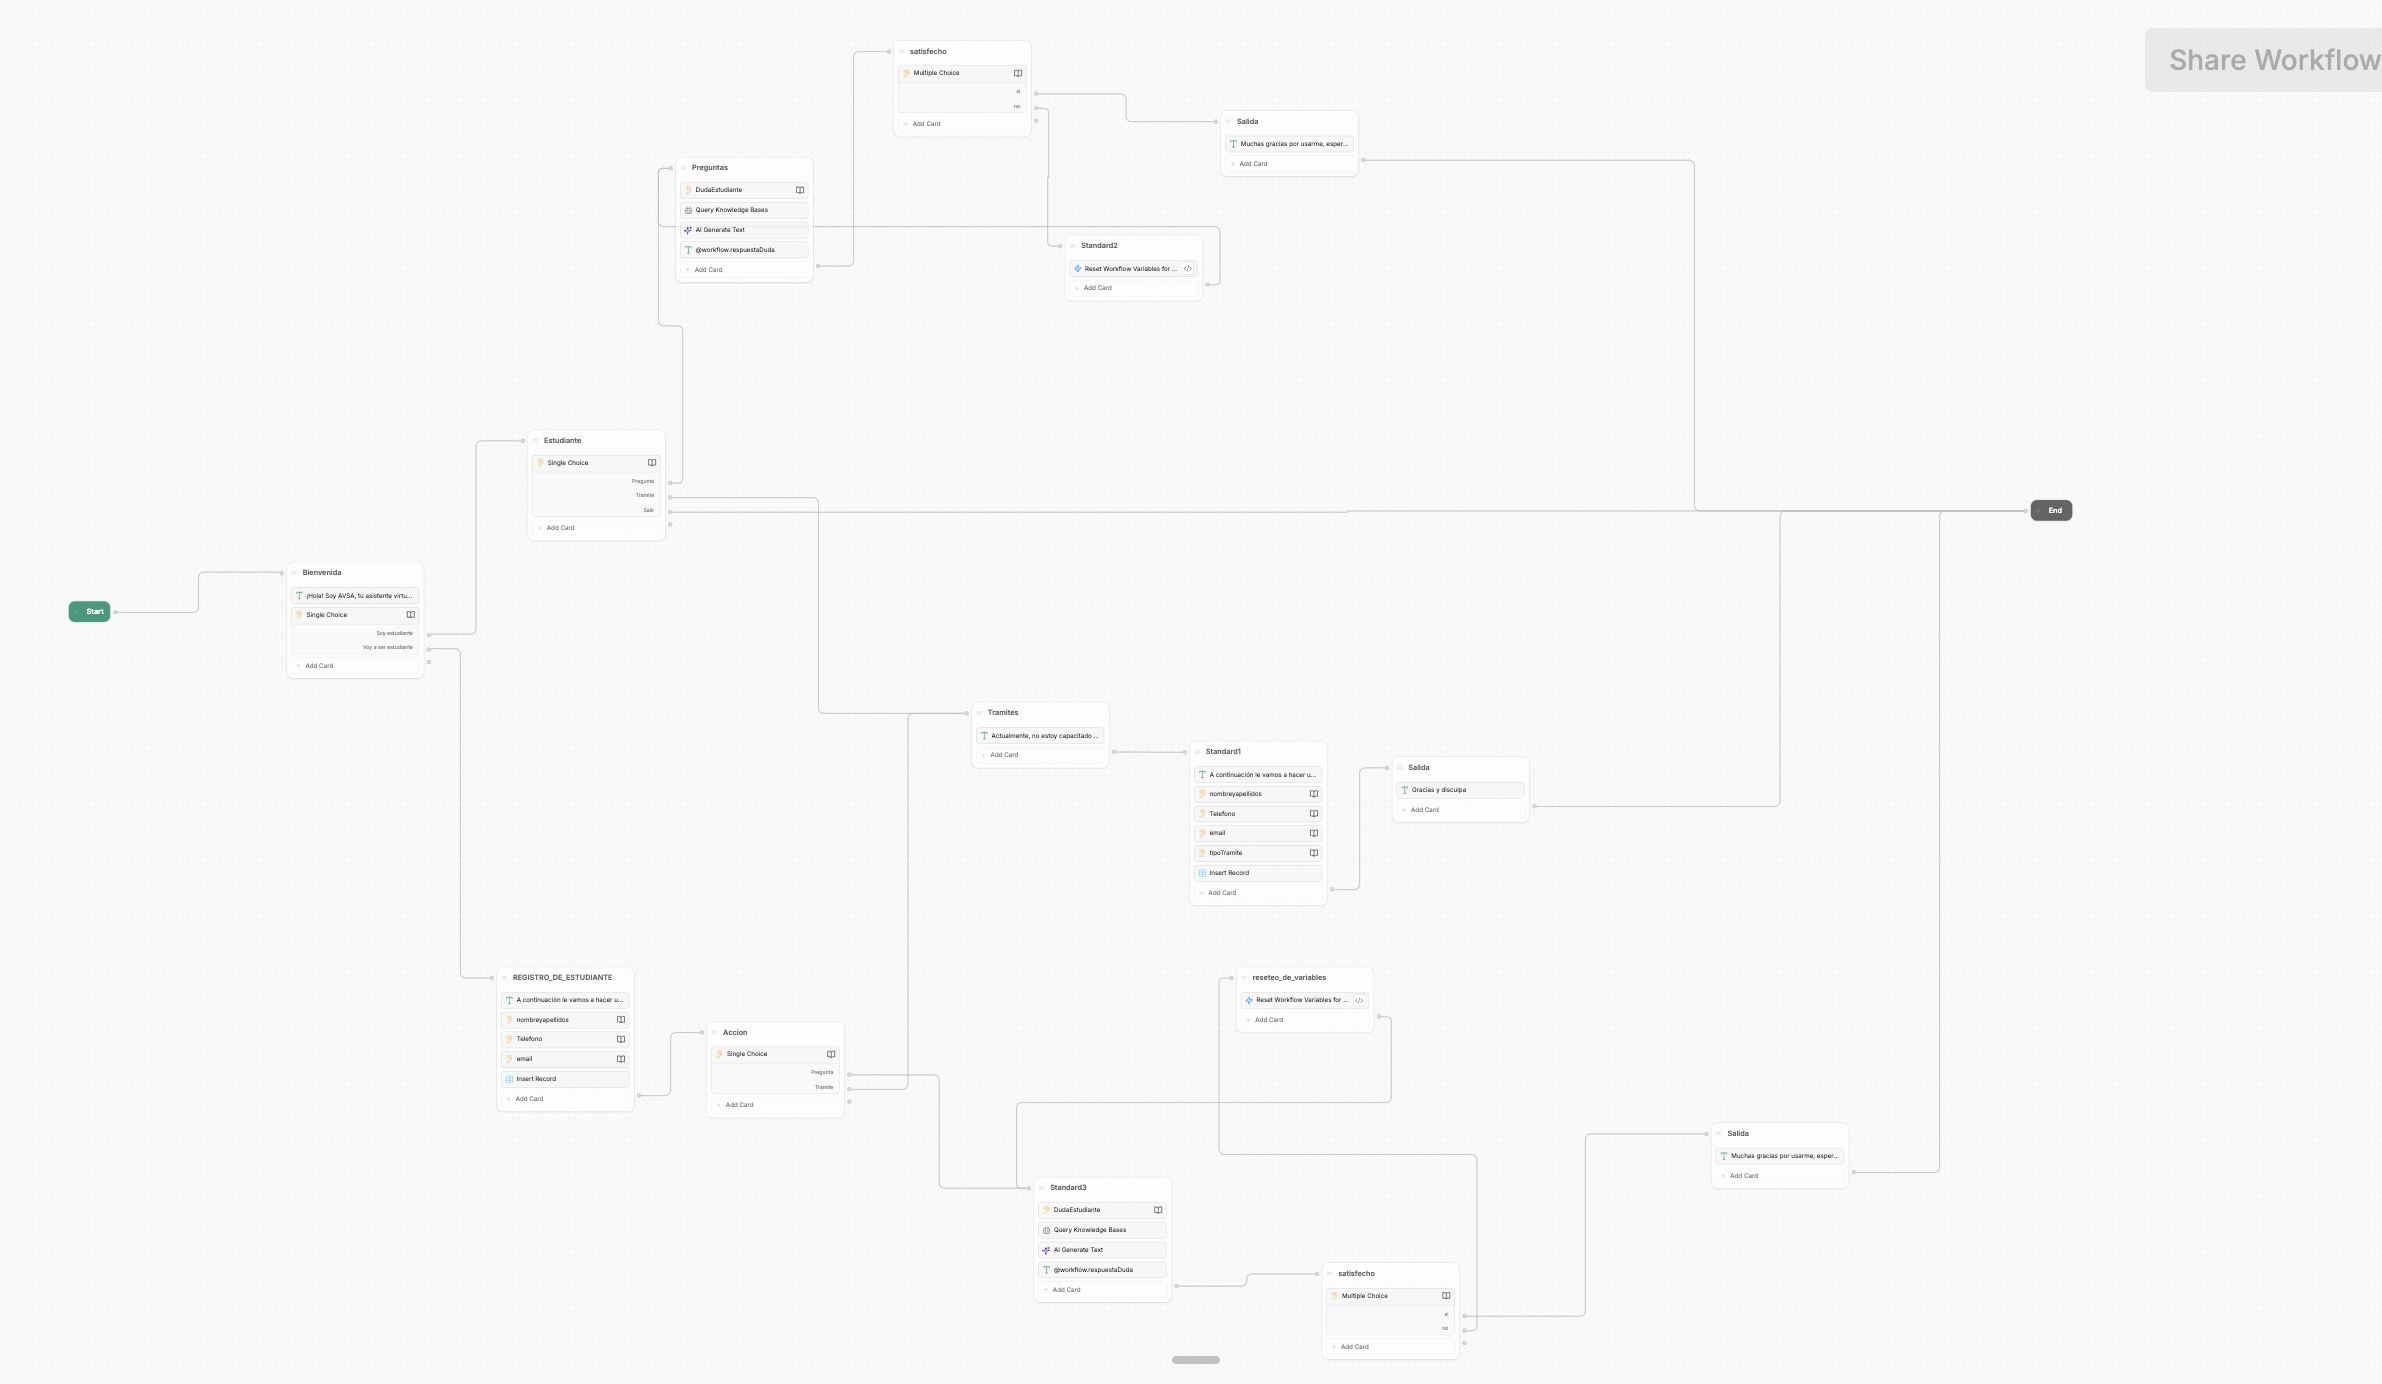 Share Workflow
satisfecho
Multiple Choice
si
no
Add Card
Salida
Muchas gracias por usarme, esper...
Add Card
Preguntas
DudaEstudiante
Query Knowledge Bases
AI Generate Text
@workflow.respuestaDuda
Add Card
Standard2
Reset Workflow Variables for ...
Add Card
Estudiante
Single Choice
Pregunta
Tramite
Salir
Add Card
End
Start
Bienvenida
¡Hola! Soy AVSA, tu asistente virtu...
Single Choice
Soy estudiante
Voy a ser estudiante
Add Card
Tramites
Actualmente, no estoy capacitado ...
Add Card
Standard1
A continuación le vamos a hacer u...
nombreyapellidos
Telefono
email
tipoTramite
Insert Record
Add Card
Salida
Gracias y disculpa
Add Card
REGISTRO_DE_ESTUDIANTE
A continuación le vamos a hacer u...
nombreyapellidos
Telefono
email
Insert Record
Add Card
Accion
Single Choice
Pregunta
Tramite
Add Card
reseteo_de_variables
Reset Workflow Variables for ...
Add Card
Standard3
DudaEstudiante
Query Knowledge Bases
AI Generate Text
@workflow.respuestaDuda
Add Card
satisfecho
Multiple Choice
si
no
Add Card
Salida
Muchas gracias por usarme, esper...
Add Card